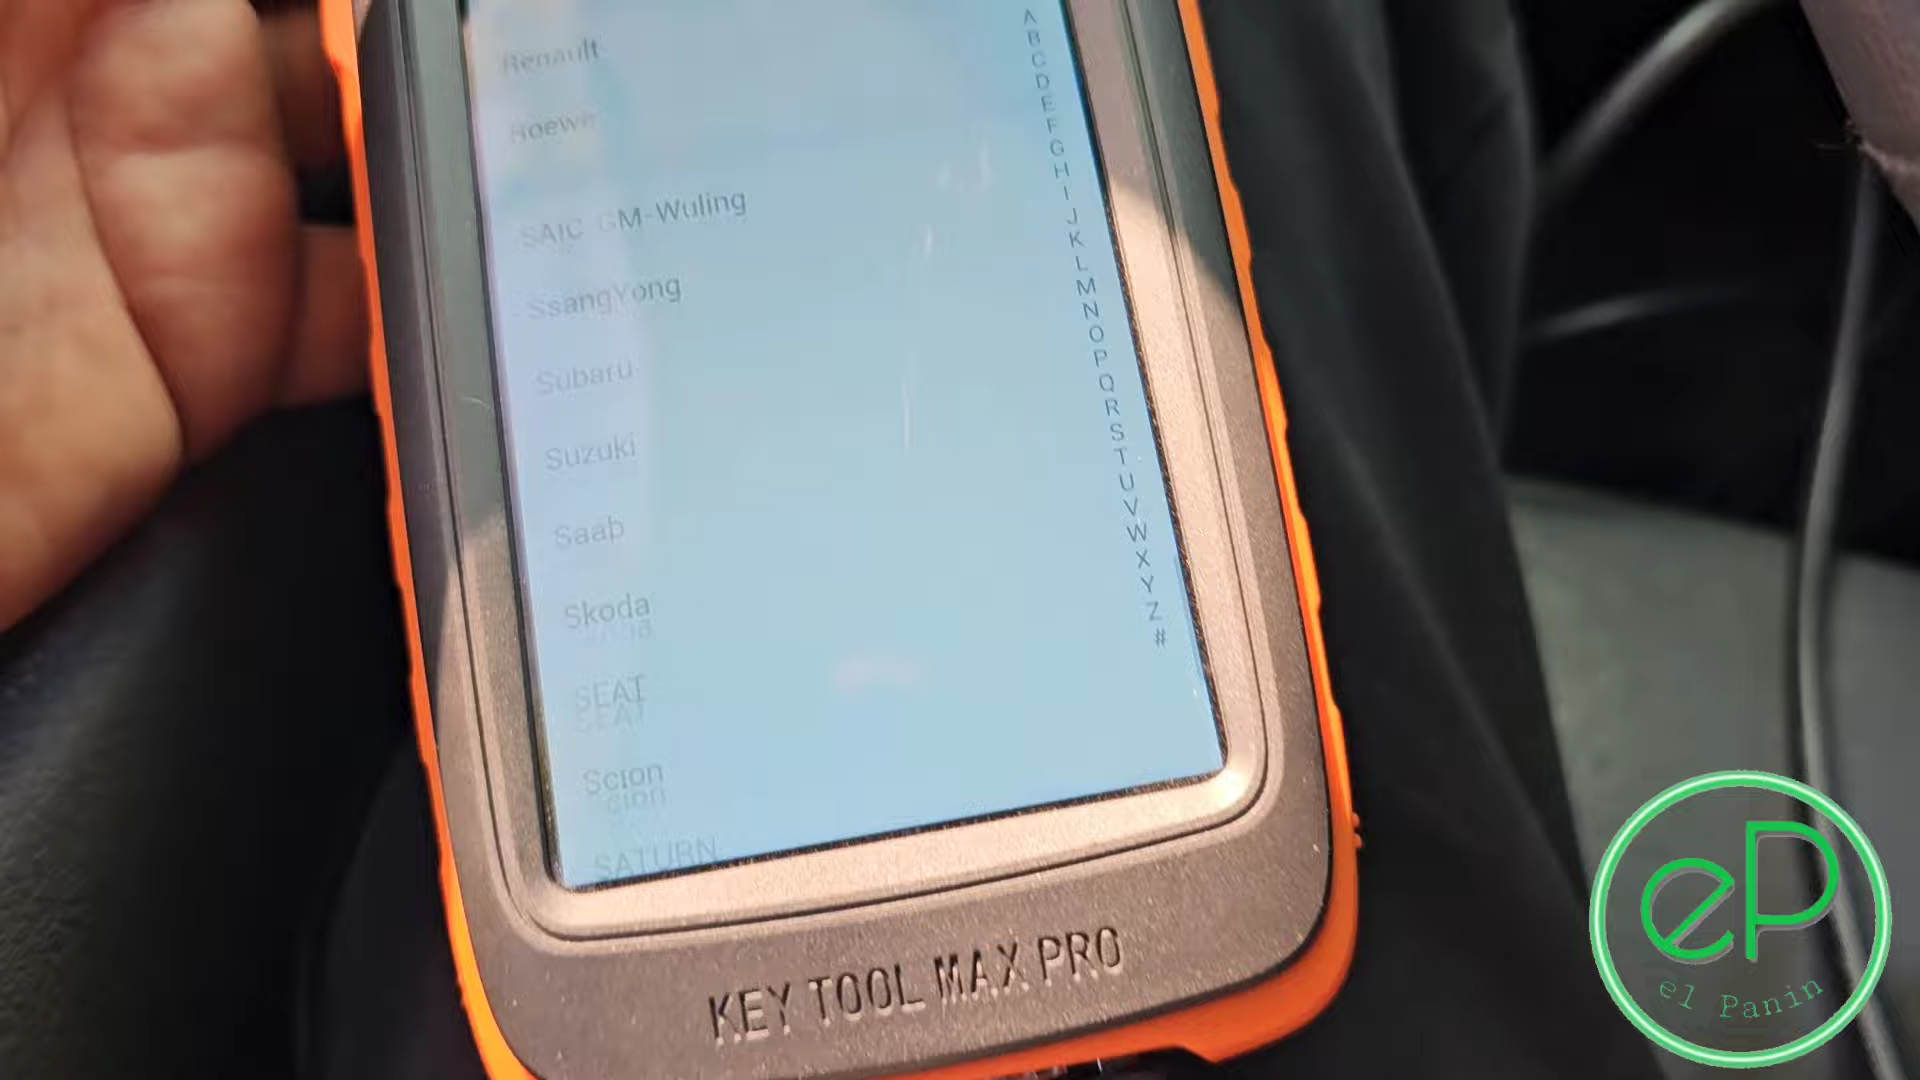 Renault
Roewe
SAIC GM-Wuling
SsangYong
Subaru
Suzuki
Saab
Skoda
SEAT
Scion
SATURN
A
B
C
D
E
F
G
H
I
J
K
L
M
N
O
P
Q
R
S
T
U
V
W
X
Y
Z
#
KEY TOOL MAX PRO
eP
el Panin